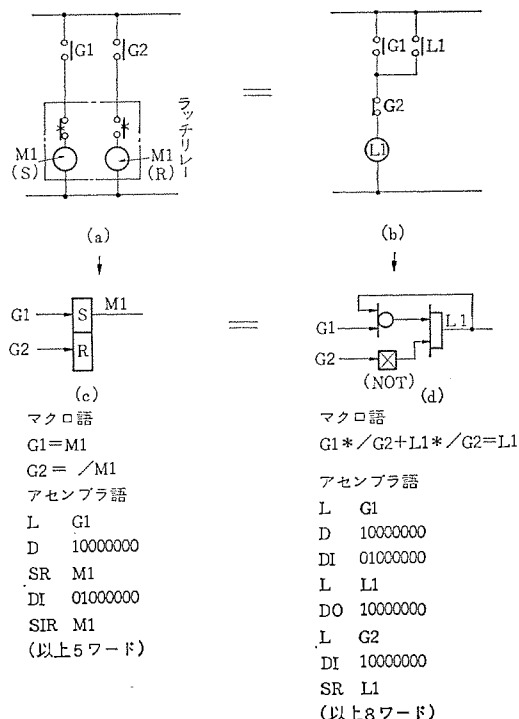 G1
G2
ラッチリレー
M1
(S)
M1
(R)
(a)
G1
L1
G2
L1
(b)
G1
S
M1
G2
R
(c)
G1
L1
G2
(NOT)
(d)
マクロ語
G1=M1
G2= /M1
アセンブラ語
L G1
D 10000000
SR M1
DI 01000000
SIR M1
(以上5ワード)
マクロ語
G1*/G2+L1*/G2=L1
アセンブラ語
L G1
D 10000000
DI 01000000
L L1
DO 10000000
L G2
DI 10000000
SR L1
(以上8ワード)